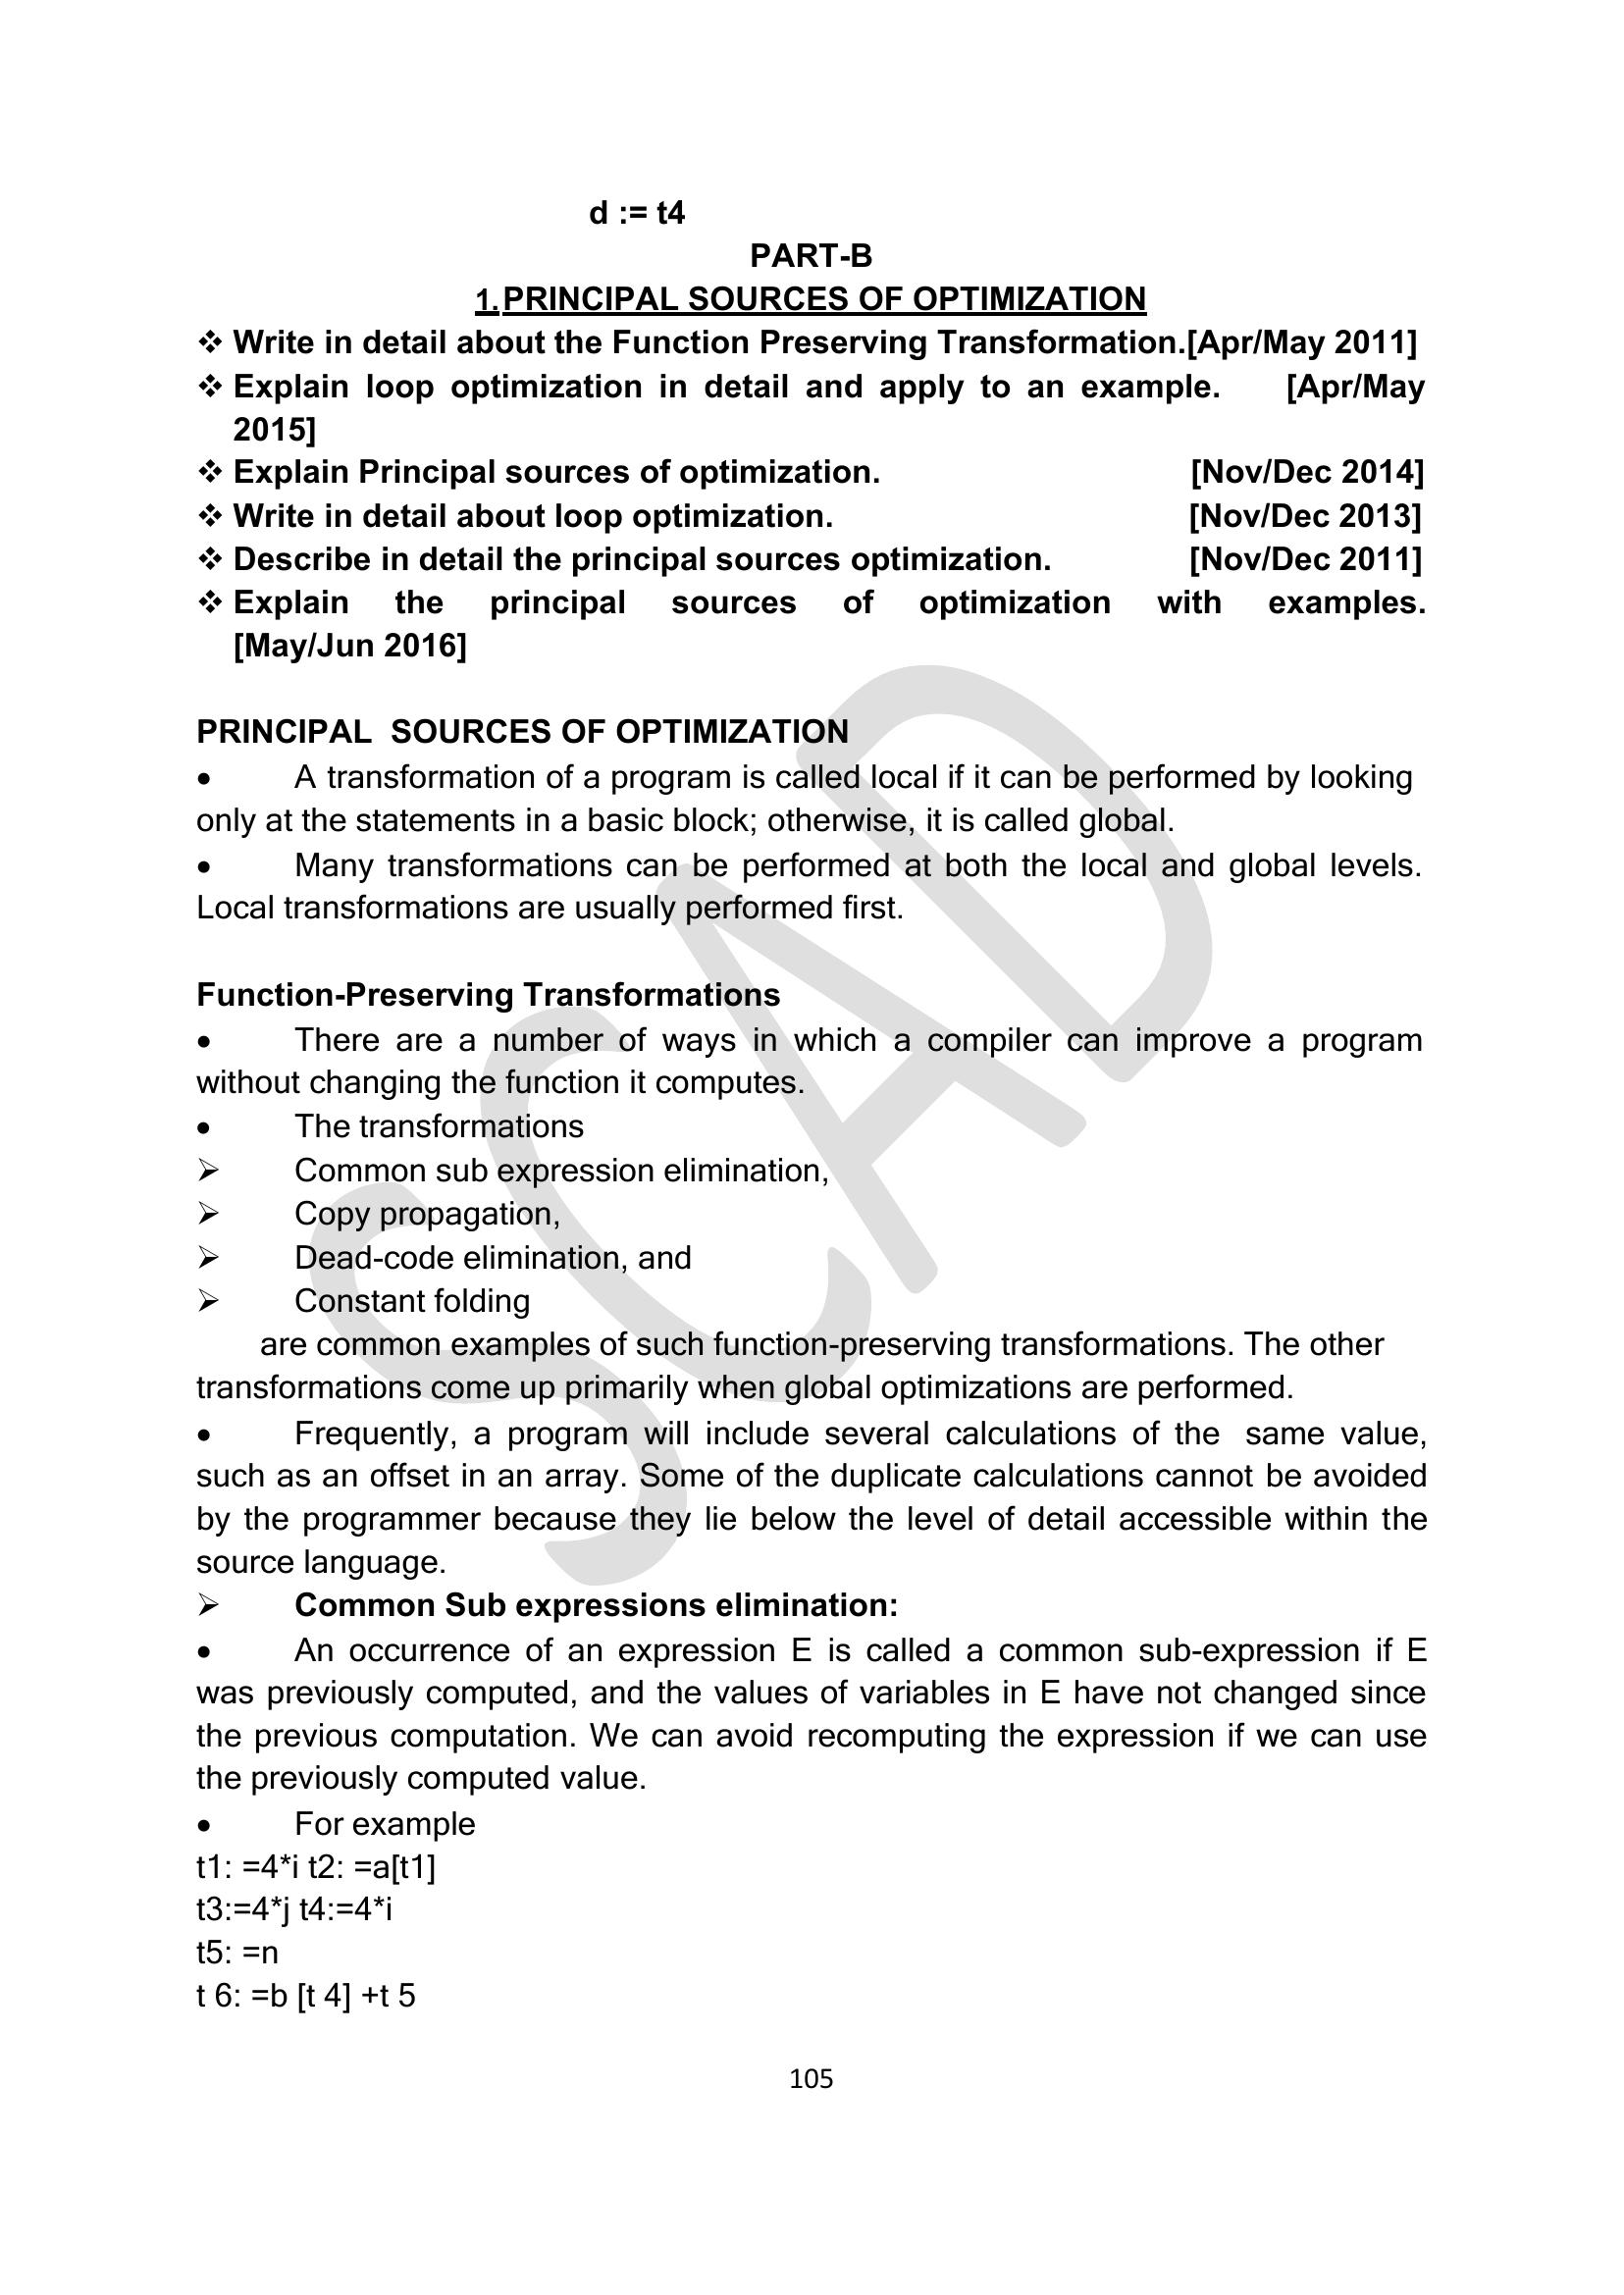 d := t4
PART-B
1. PRINCIPAL SOURCES OF OPTIMIZATION
❖ Write in detail about the Function Preserving Transformation.[Apr/May 2011]
❖ Explain loop optimization in detail and apply to an example. [Apr/May
2015]
❖ Explain Principal sources of optimization. [Nov/Dec 2014]
❖ Write in detail about loop optimization. [Nov/Dec 2013]
❖ Describe in detail the principal sources optimization. [Nov/Dec 2011]
❖ Explain the principal sources of optimization with examples.
[May/Jun 2016]
PRINCIPAL SOURCES OF OPTIMIZATION
• A transformation of a program is called local if it can be performed by looking
only at the statements in a basic block; otherwise, it is called global.
• Many transformations can be performed at both the local and global levels.
Local transformations are usually performed first.
Function-Preserving Transformations
• There are a number of ways in which a compiler can improve a program
without changing the function it computes.
• The transformations
➢ Common sub expression elimination,
➢ Copy propagation,
➢ Dead-code elimination, and
➢ Constant folding
are common examples of such function-preserving transformations. The other
transformations come up primarily when global optimizations are performed.
• Frequently, a program will include several calculations of the same value,
such as an offset in an array. Some of the duplicate calculations cannot be avoided
by the programmer because they lie below the level of detail accessible within the
source language.
➢ Common Sub expressions elimination:
• An occurrence of an expression E is called a common sub-expression if E
was previously computed, and the values of variables in E have not changed since
the previous computation. We can avoid recomputing the expression if we can use
the previously computed value.
• For example
t1: =4*i t2: =a[t1]
t3:=4*j t4:=4*i
t5: =n
t 6: =b [t 4] +t 5
105
SCAD